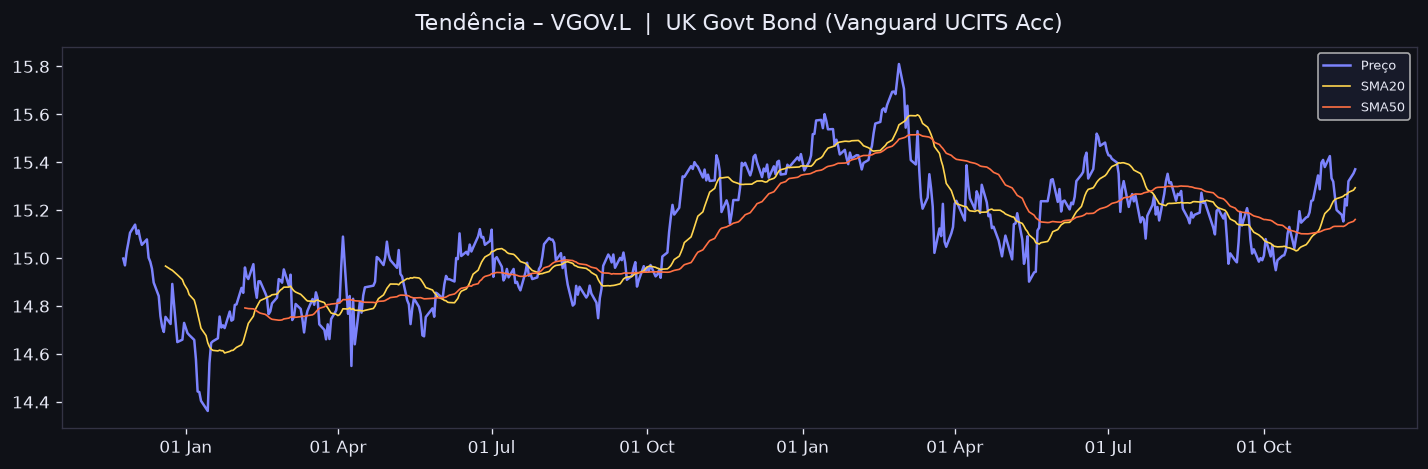 Tendência – VGOV.L | UK Govt Bond (Vanguard UCITS Acc)
Preço
SMA20
SMA50
15.8
15.6
15.4
15.2
15.0
14.8
14.6
14.4
01 Jan
01 Apr
01 Jul
01 Oct
01 Jan
01 Apr
01 Jul
01 Oct